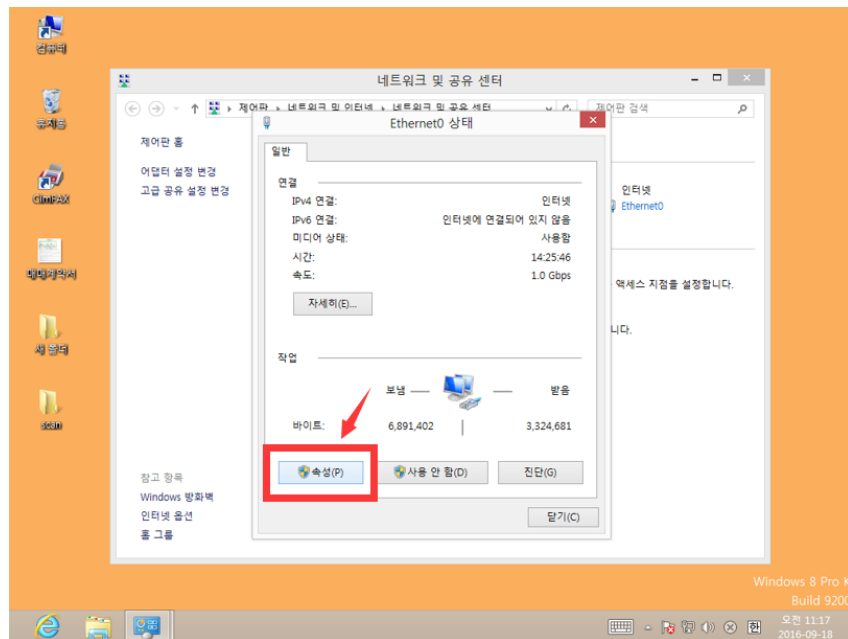 컴퓨터
휴지통
ClimPAX
매매계약서
새 폴더
scan
네트워크 및 공유 센터
제어판 › 네트워크 및 인터넷 › 네트워크 및 공유 센터
제어판 검색
제어판 홈
어댑터 설정 변경
고급 공유 설정 변경
인터넷
Ethernet0
액세스 지점을 설정합니다.
니다.
참고 항목
Windows 방화벽
인터넷 옵션
홈 그룹
Ethernet0 상태
일반
연결
IPv4 연결: 인터넷
IPv6 연결: 인터넷에 연결되어 있지 않음
미디어 상태: 사용함
시간: 14:25:46
속도: 1.0 Gbps
자세히(E)...
작업
보냄 — 받음
바이트: 6,891,402 | 3,324,681
속성(P) 사용 안 함(D) 진단(G)
닫기(C)
Windows 8 Pro K
Build 9200
한
오전 11:17
2016-09-18